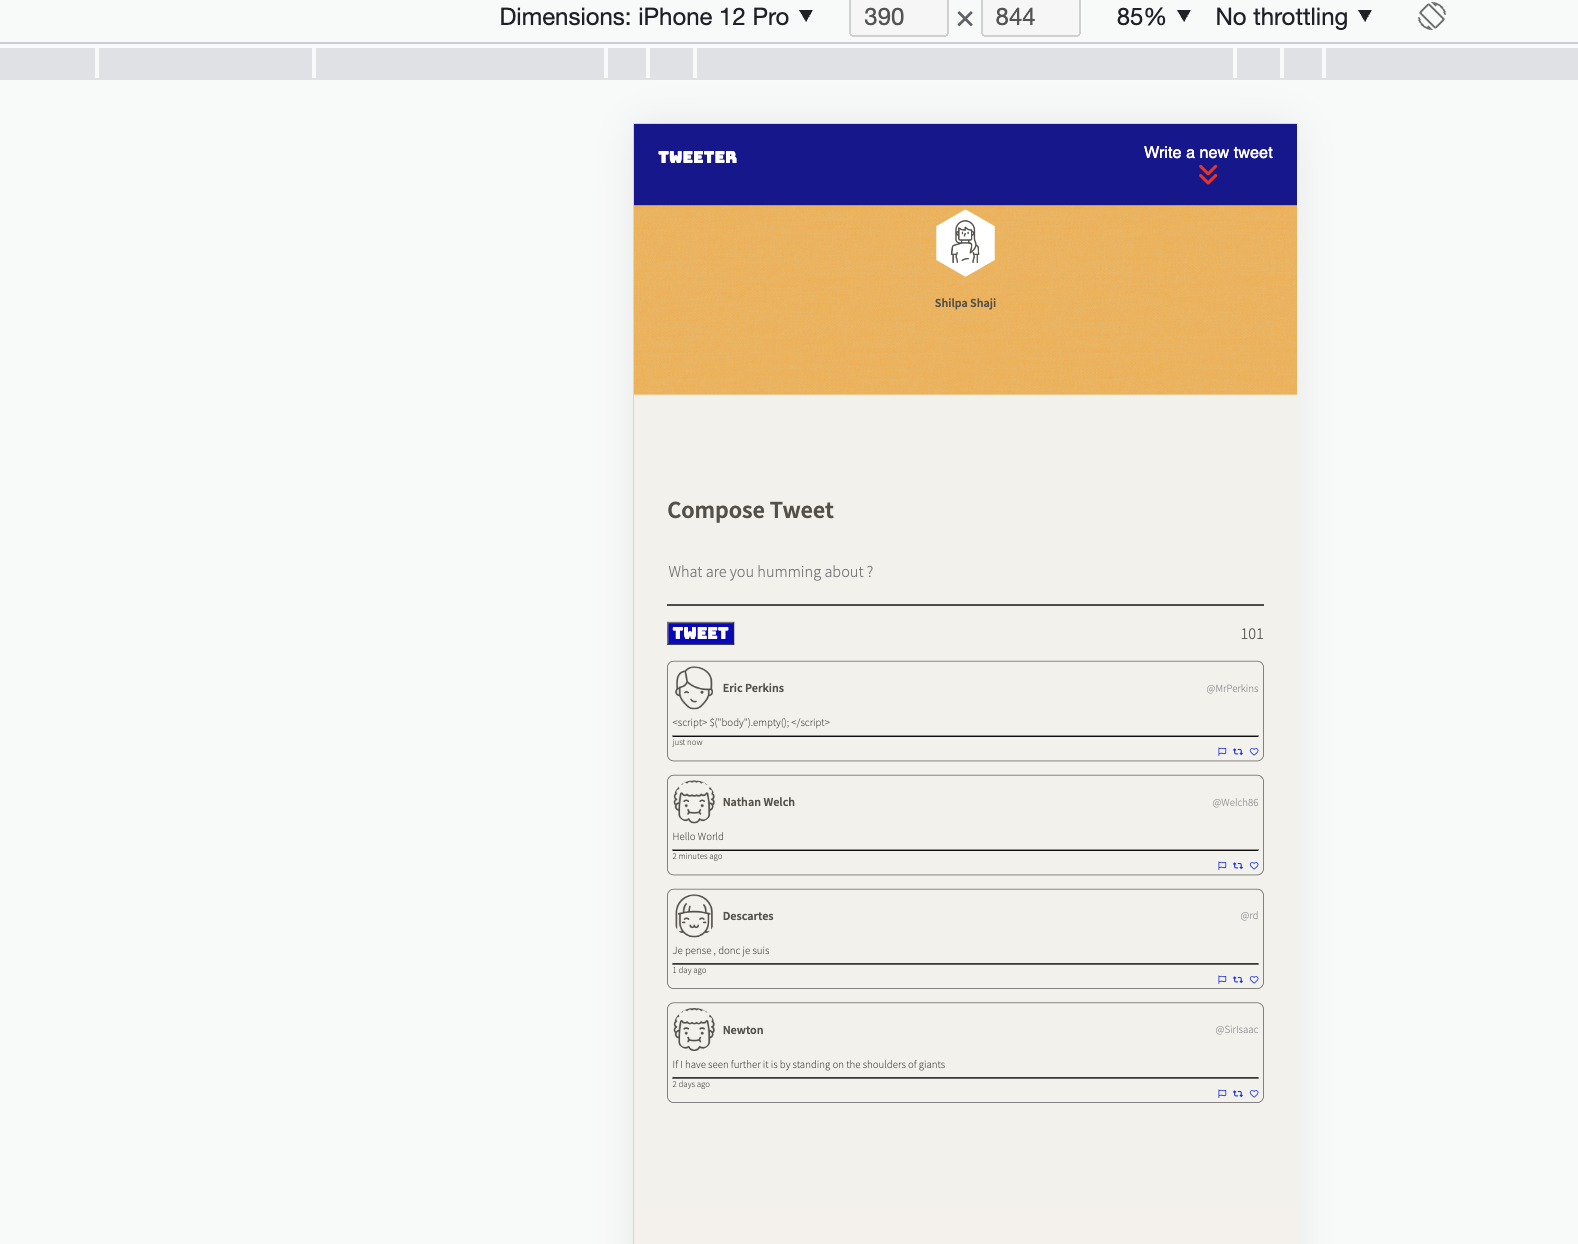 Dimensions: iPhone 12 Pro ▼ 390 × 844 85% ▼ No throttling ▼
TWEETER
Write a new tweet
Shilpa Shaji
Compose Tweet
What are you humming about ?
TWEET 101
Eric Perkins @MrPerkins
<script> $("body").empty(); </script>
just now
Nathan Welch @Welch86
Hello World
2 minutes ago
Descartes @rd
Je pense , donc je suis
1 day ago
Newton @SirIsaac
If I have seen further it is by standing on the shoulders of giants
2 days ago